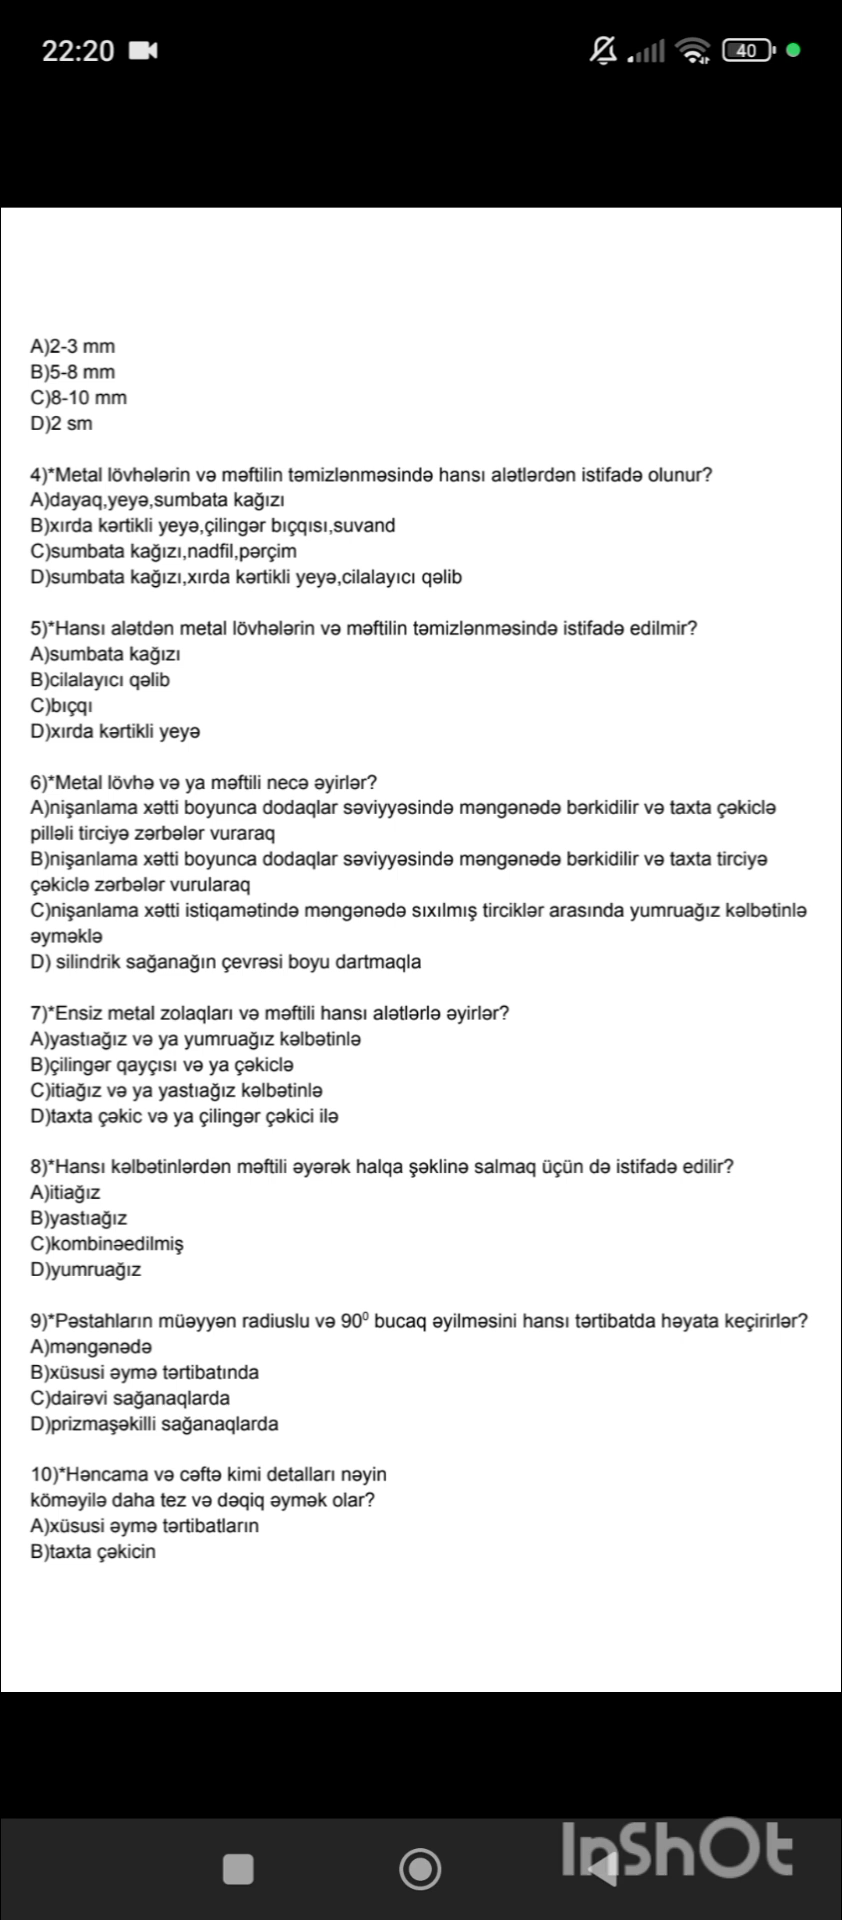 22:20
40
A)2-3 mm
B)5-8 mm
C)8-10 mm
D)2 sm
4)*Metal lövhələrin və məftilin təmizlənməsində hansı alətlərdən istifadə olunur?
A)dayaq,yeyə,sumbata kağızı
B)xırda kərtikli yeyə,çilingər bıçqısı,suvand
C)sumbata kağızı,nadfil,pərçim
D)sumbata kağızı,xırda kərtikli yeyə,cilalayıcı qəlib
5)*Hansı alətdən metal lövhələrin və məftilin təmizlənməsində istifadə edilmir?
A)sumbata kağızı
B)cilalayıcı qəlib
C)bıçqı
D)xırda kərtikli yeyə
6)*Metal lövhə və ya məftili necə əyirlər?
A)nişanlama xətti boyunca dodaqlar səviyyəsində məngənədə bərkidilir və taxta çəkiclə
pilləli tirciyə zərbələr vuraraq
B)nişanlama xətti boyunca dodaqlar səviyyəsində məngənədə bərkidilir və taxta tirciyə
çəkiclə zərbələr vurularaq
C)nişanlama xətti istiqamətində məngənədə sıxılmış tirciklər arasında yumruağız kəlbətinlə
əyməklə
D) silindrik sağanağın çevrəsi boyu dartmaqla
7)*Ensiz metal zolaqları və məftili hansı alətlərlə əyirlər?
A)yastıağız və ya yumruağız kəlbətinlə
B)çilingər qayçısı və ya çəkiclə
C)itiağız və ya yastıağız kəlbətinlə
D)taxta çəkic və ya çilingər çəkici ilə
8)*Hansı kəlbətinlərdən məftili əyərək halqa şəklinə salmaq üçün də istifadə edilir?
A)itiağız
B)yastıağız
C)kombinəedilmiş
D)yumruağız
9)*Pəstahların müəyyən radiuslu və 90⁰ bucaq əyilməsini hansı tərtibatda həyata keçirirlər?
A)məngənədə
B)xüsusi əymə tərtibatında
C)dairəvi sağanaqlarda
D)prizmaşəkilli sağanaqlarda
10)*Həncama və cəftə kimi detalları nəyin
köməyilə daha tez və dəqiq əymək olar?
A)xüsusi əymə tərtibatların
B)taxta çəkicin
InShOt